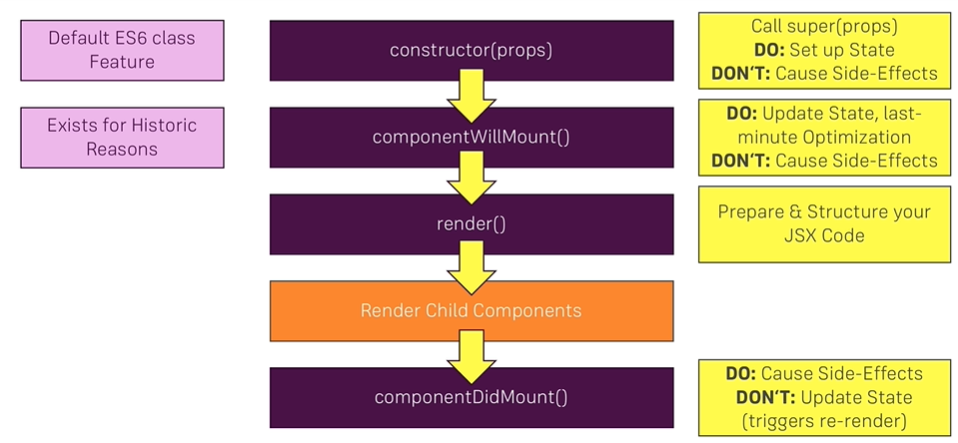 Default ES6 class
Feature
constructor(props)
Call super(props)
DO: Set up State
DON‘T: Cause Side-Effects
Exists for Historic
Reasons
componentWillMount()
DO: Update State, last-
minute Optimization
DON‘T: Cause Side-Effects
render()
Prepare & Structure your
JSX Code
Render Child Components
componentDidMount()
DO: Cause Side-Effects
DON‘T: Update State
(triggers re-render)